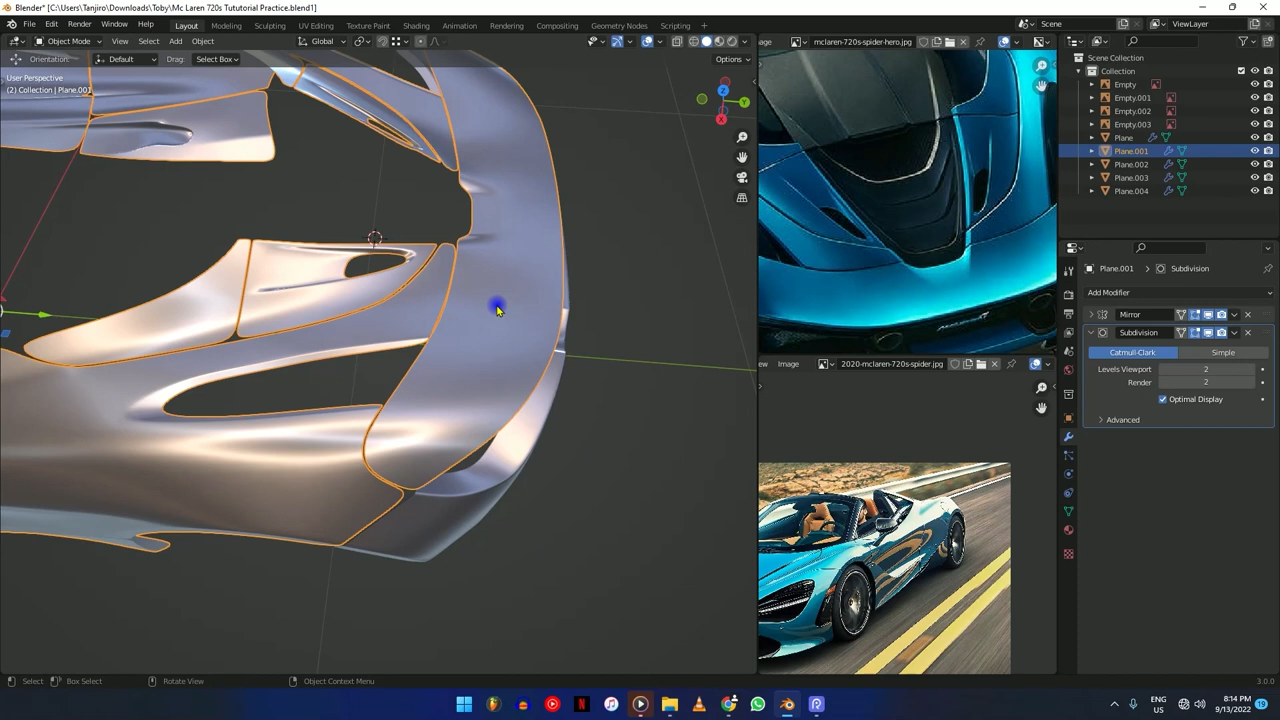 Blender* [C:\Users\Tanjiro\Downloads\Toby\Mc Laren 720s Tututorial Practice.blend1]
File Edit Render Window Help Layout Modeling Sculpting UV Editing Texture Paint Shading Animation Rendering Compositing Geometry Nodes Scripting + Scene ViewLayer
Object Mode View Select Add Object Global mage mclaren-720s-spider-hero.jpg
Orientation: Default Drag: Select Box Options
Scene Collection
User Perspective
(2) Collection | Plane.001
Collection
Empty
Empty.001
Empty.002
Empty.003
Plane
Plane.001
Plane.002
Plane.003
Plane.004
Z
Y
X
Plane.001 Subdivision
Add Modifier
Mirror
Subdivision
Catmull-Clark Simple
Levels Viewport 2
Render 2
Optimal Display
Advanced
View Image 2020-mclaren-720s-spider.jpg
Select Box Select Rotate View Object Context Menu 3.0.0
ENG
US
8:14 PM
9/13/2022
19